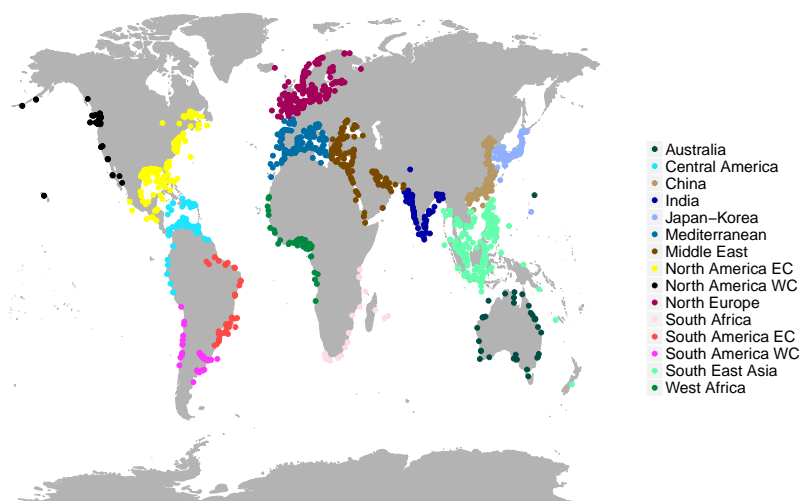 Australia
Central America
China
India
Japan−Korea
Mediterranean
Middle East
North America EC
North America WC
North Europe
South Africa
South America EC
South America WC
South East Asia
West Africa